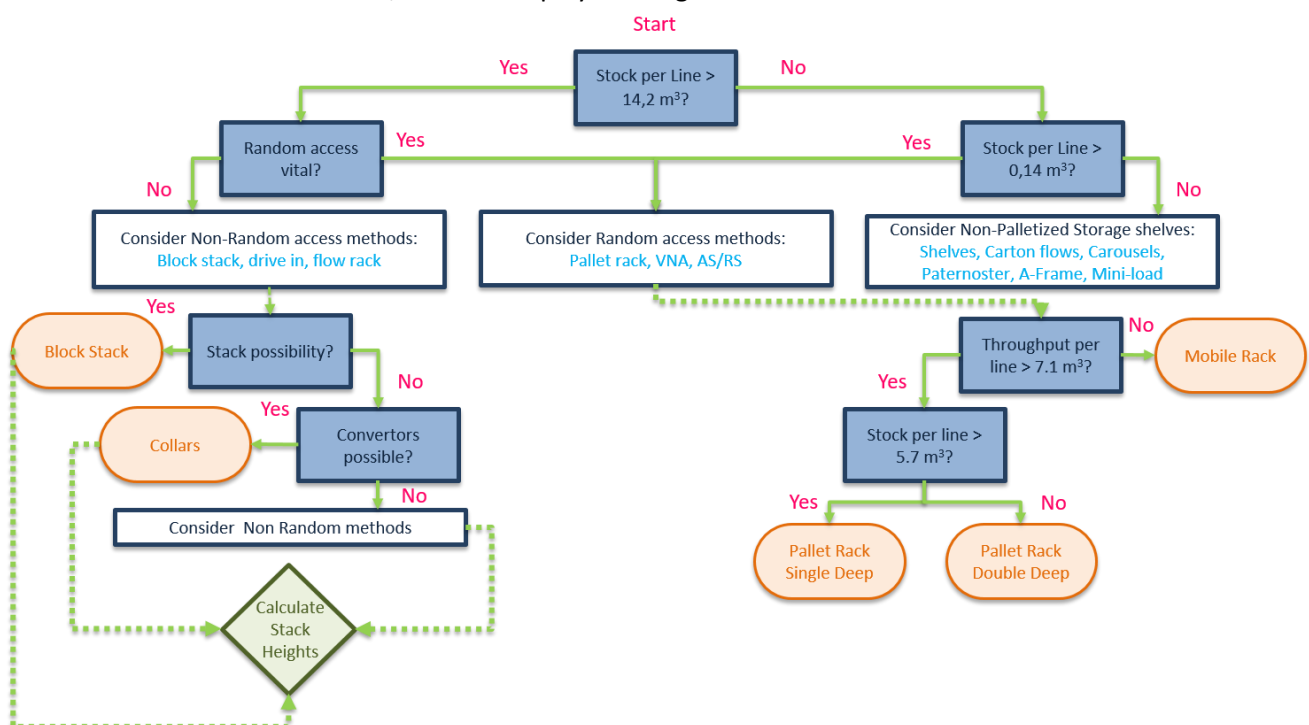 Start
Yes
Stock per Line >
14,2 m³?
No
Random access
vital?
Yes
Yes
Stock per Line >
0,14 m³?
No
No
Consider Non-Random access methods:
Block stack, drive in, flow rack
Consider Random access methods:
Pallet rack, VNA, AS/RS
Consider Non-Palletized Storage shelves:
Shelves, Carton flows, Carousels,
Paternoster, A-Frame, Mini-load
Yes
Block Stack
Stack possibility?
No
Throughput per
line > 7.1 m³?
No
Mobile Rack
Yes
Yes
Collars
Convertors
possible?
No
Stock per line >
5.7 m³?
Consider Non Random methods
Yes
No
Pallet Rack
Single Deep
Pallet Rack
Double Deep
Calculate
Stack
Heights